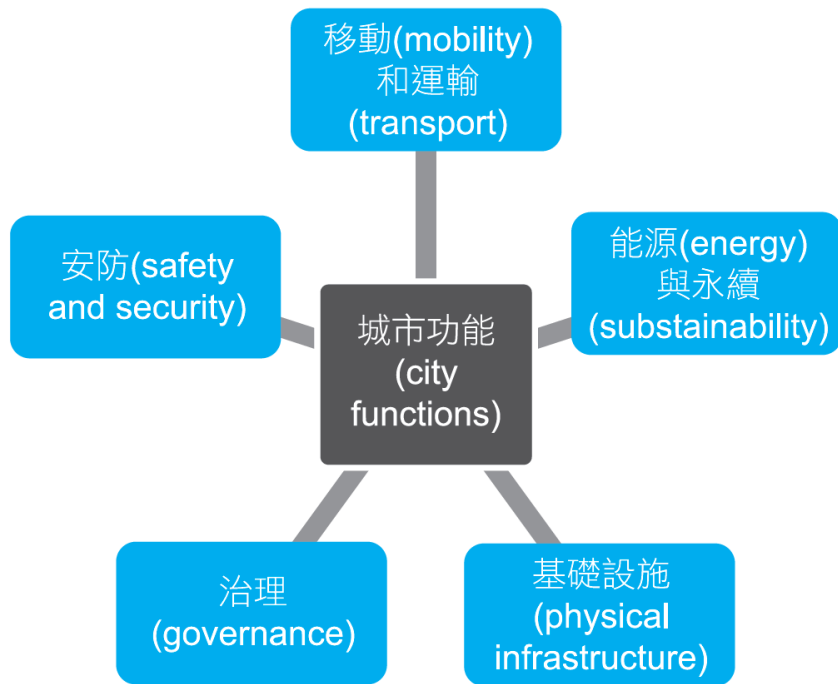 移動(mobility)
和運輸
(transport)
安防(safety
and security)
能源(energy)
與永續
(substainability)
城市功能
(city
functions)
治理
(governance)
基礎設施
(physical
infrastructure)